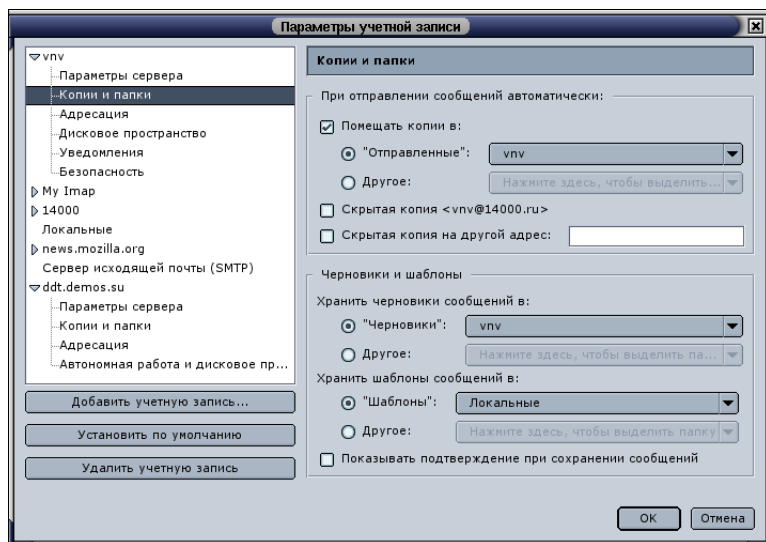 Параметры учетной записи
vnv
Параметры сервера
Копии и папки
Адресация
Дисковое пространство
Уведомления
Безопасность
My Imap
14000
Локальные
news.mozilla.org
Сервер исходящей почты (SMTP)
ddt.demos.su
Параметры сервера
Копии и папки
Адресация
Автономная работа и дисковое пр...
Добавить учетную запись...
Установить по умолчанию
Удалить учетную запись
Копии и папки
При отправлении сообщений автоматически:
Помещать копии в:
"Отправленные": vnv
Другое: Нажмите здесь, чтобы выделить...
Скрытая копия <vnv@14000.ru>
Скрытая копия на другой адрес:
Черновики и шаблоны
Хранить черновики сообщений в:
"Черновики": vnv
Другое: Нажмите здесь, чтобы выделить па...
Хранить шаблоны сообщений в:
"Шаблоны": Локальные
Другое: Нажмите здесь, чтобы выделить папку
Показывать подтверждение при сохранении сообщений
OK Отмена